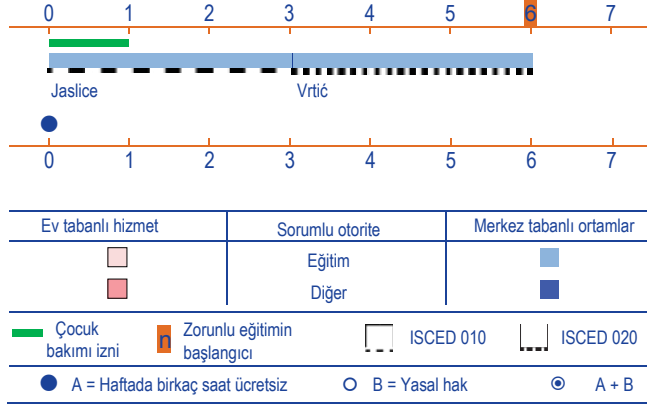 0 1 2 3 4 5 6 7
Jaslice Vrtić
0 1 2 3 4 5 6 7
Ev tabanlı hizmet Sorumlu otorite Merkez tabanlı ortamlar
Eğitim
Diğer
Çocuk bakımı izni
n Zorunlu eğitimin başlangıcı
ISCED 010
ISCED 020
A = Haftada birkaç saat ücretsiz B = Yasal hak A + B